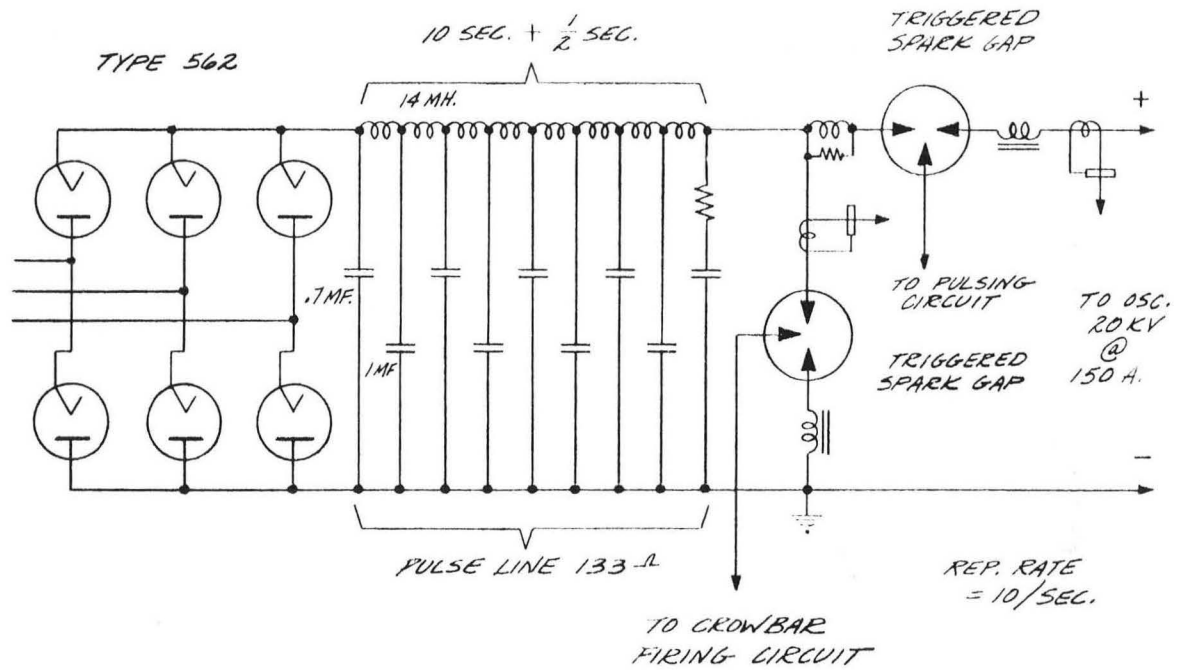 TRIGGERED
SPARK GAP
10 SEC. + 1/2 SEC.
TYPE 562
14 MH.
+
.7 MF.
1 MF
TO PULSING
CIRCUIT
TO OSC.
20 KV
@
150 A.
TRIGGERED
SPARK GAP
−
PULSE LINE 133 Ω
REP. RATE
= 10/SEC.
TO CROWBAR
FIRING CIRCUIT